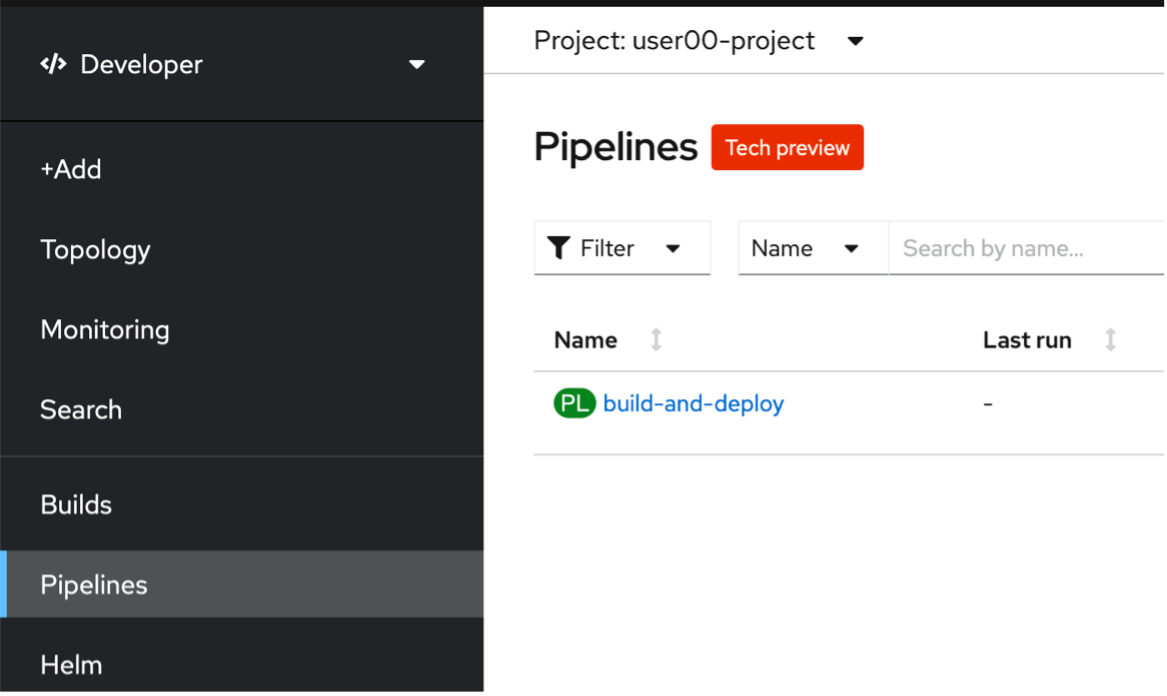 </> Developer
+Add
Topology
Monitoring
Search
Builds
Pipelines
Helm
Project: user00-project
Pipelines Tech preview
Filter Name Search by name...
Name Last run
PL build-and-deploy -